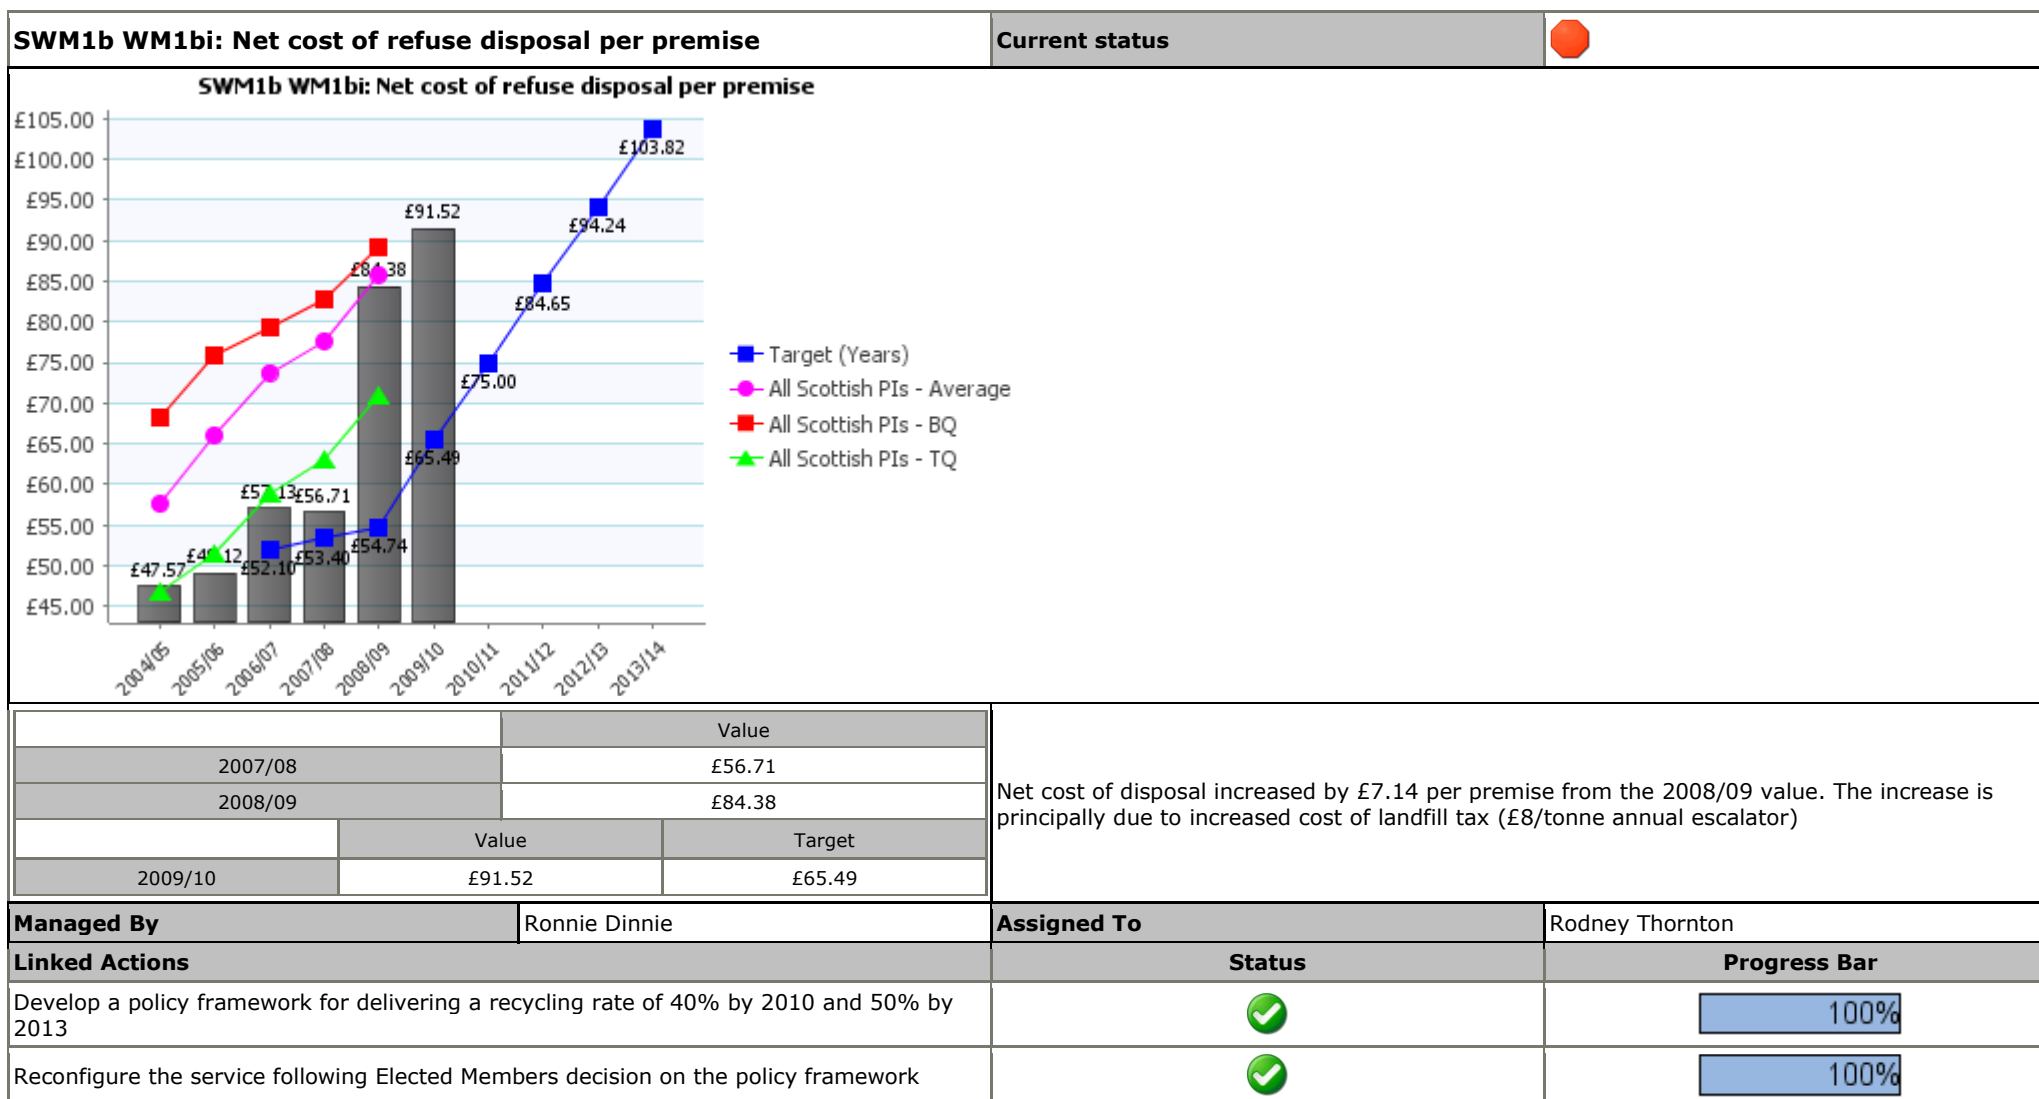 SWM1b WM1bi: Net cost of refuse disposal per premise
Current status
SWM1b WM1bi: Net cost of refuse disposal per premise
£105.00
£100.00
£95.00
£90.00
£85.00
£80.00
£75.00
£70.00
£65.00
£60.00
£55.00
£50.00
£45.00
£47.57
£49.12
£57.13
£56.71
£84.38
£91.52
£52.10
£53.40
£54.74
£65.49
£75.00
£84.65
£94.24
£103.82
2004/05
2005/06
2006/07
2007/08
2008/09
2009/10
2010/11
2011/12
2012/13
2013/14
Target (Years)
All Scottish PIs - Average
All Scottish PIs - BQ
All Scottish PIs - TQ
Value
2007/08 £56.71
2008/09 £84.38
Value Target
2009/10 £91.52 £65.49
Net cost of disposal increased by £7.14 per premise from the 2008/09 value. The increase is
principally due to increased cost of landfill tax (£8/tonne annual escalator)
Managed By Ronnie Dinnie Assigned To Rodney Thornton
Linked Actions Status Progress Bar
Develop a policy framework for delivering a recycling rate of 40% by 2010 and 50% by
2013
100%
Reconfigure the service following Elected Members decision on the policy framework
100%